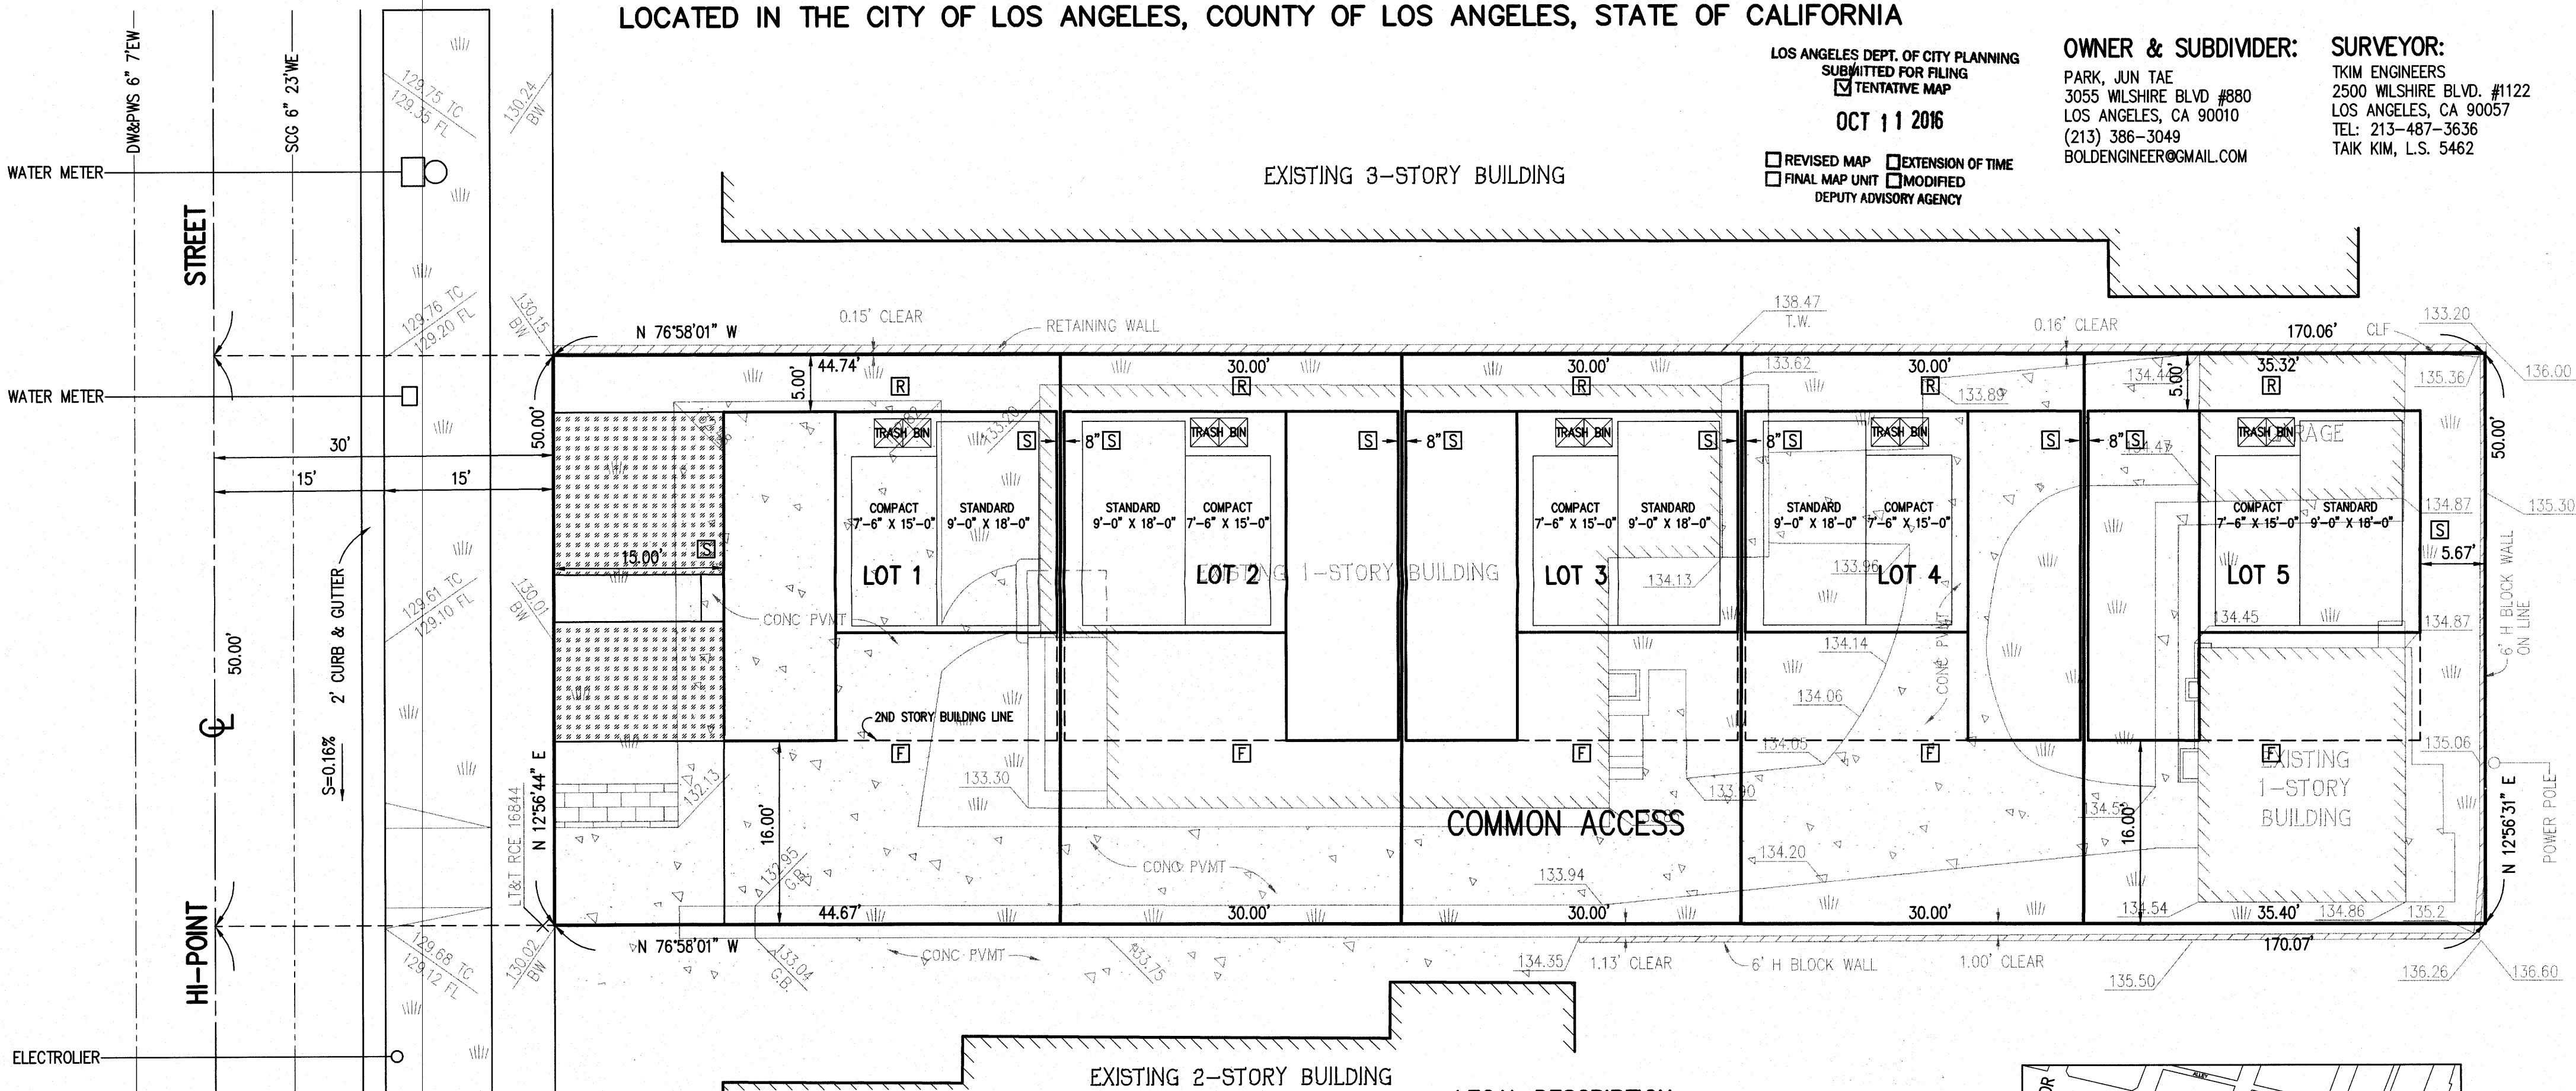 LOCATED IN THE CITY OF LOS ANGELES, COUNTY OF LOS ANGELES, STATE OF CALIFORNIA
LOS ANGELES DEPT. OF CITY PLANNING
SUBMITTED FOR FILING
TENTATIVE MAP
OCT 11 2016
REVISED MAP EXTENSION OF TIME
FINAL MAP UNIT MODIFIED
DEPUTY ADVISORY AGENCY
OWNER & SUBDIVIDER:
PARK, JUN TAE
3055 WILSHIRE BLVD #880
LOS ANGELES, CA 90010
(213) 386-3049
BOLDENGINEER@GMAIL.COM
SURVEYOR:
TKIM ENGINEERS
2500 WILSHIRE BLVD. #1122
LOS ANGELES, CA 90057
TEL: 213-487-3636
TAIK KIM, L.S. 5462
DW&PWS 6" 7'EW
SCG 6" 23'WE
129.75 TC
129.35 FL
130.24
BW
WATER METER
STREET
EXISTING 3-STORY BUILDING
129.76 TC
129.20 FL
130.15
BW
N 76°58'01" W
0.15' CLEAR
RETAINING WALL
138.47
T.W.
0.16' CLEAR
170.06'
CLF
133.20
136.00
WATER METER
50.00'
5.00'
44.74'
30.00'
30.00'
30.00'
35.32'
5.00'
133.62
133.89
134.44
135.36
R
R
R
R
R
30'
15'
15'
TRASH BIN
TRASH BIN
TRASH BIN
TRASH BIN
TRASH BIN
133.20
S
8" S
S
8" S
S
8" S
S
8" S
134.47
50.00'
COMPACT
7'-6" X 15'-0"
STANDARD
9'-0" X 18'-0"
STANDARD
9'-0" X 18'-0"
COMPACT
7'-6" X 15'-0"
COMPACT
7'-6" X 15'-0"
STANDARD
9'-0" X 18'-0"
STANDARD
9'-0" X 18'-0"
COMPACT
7'-6" X 15'-0"
COMPACT
7'-6" X 15'-0"
STANDARD
9'-0" X 18'-0"
134.87
135.30
S
5.67'
S
15.00'
LOT 1
LOT 2
LOT 3
LOT 4
LOT 5
EXISTING 1-STORY BUILDING
134.13
133.96
2' CURB & GUTTER
129.61 TC
129.10 FL
130.01
BW
CONC PVMT
134.45
134.87
134.14
CONC PVMT
6' H BLOCK WALL
ON LINE
50.00'
134.06
2ND STORY BUILDING LINE
F
F
F
F
F
134.05
135.06
S=0.16%
N 12°56'44" E
LT&T RCE 16844
132.13
133.30
133.90
EXISTING
1-STORY
BUILDING
16.00'
COMMON ACCESS
16.00'
N 12°56'31" E
POWER POLE
132.95
G.B.
CONC PVMT
134.20
133.94
HI-POINT
44.67'
30.00'
30.00'
30.00'
134.54
35.40'
134.86
135.2
N 76°58'01" W
129.68 TC
129.12 FL
130.02
BW
133.04
G.B.
CONC PVMT
133.75
134.35
1.13' CLEAR
6' H BLOCK WALL
1.00' CLEAR
170.07'
135.50
136.26
136.60
ELECTROLIER
EXISTING 2-STORY BUILDING
ALLEY
DR